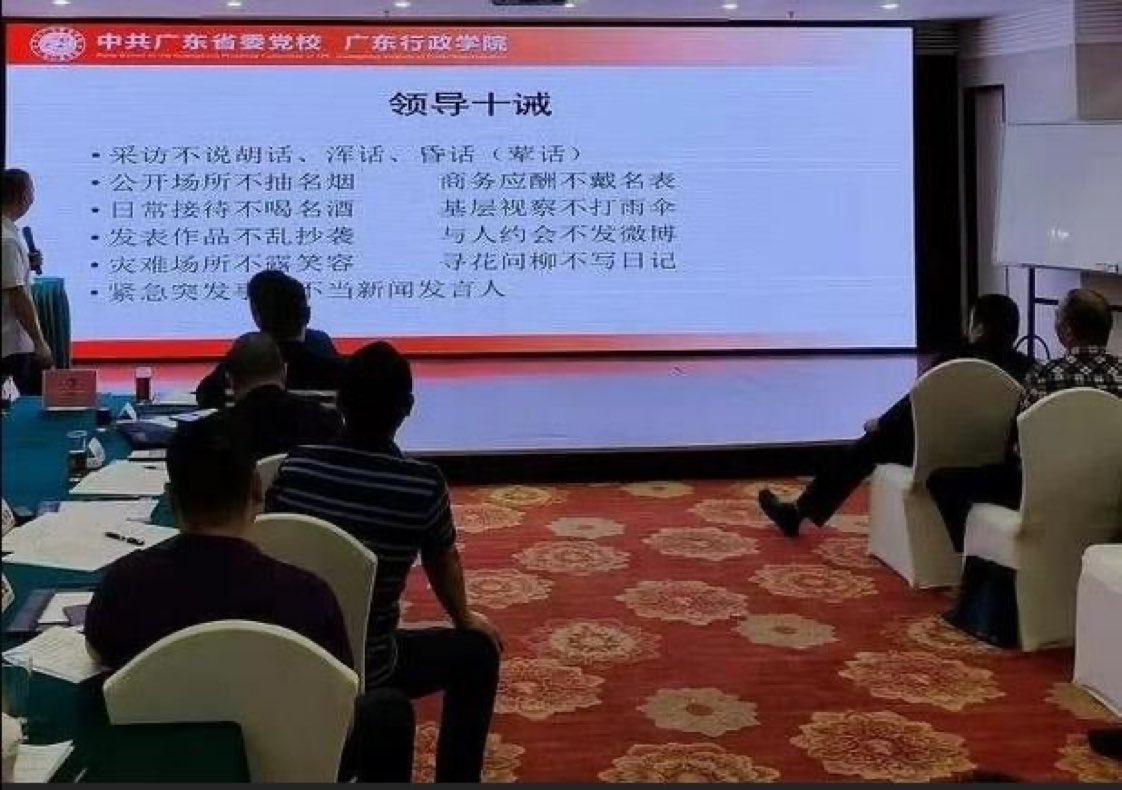 中共广东省委党校 广东行政学院
领导十诫
• 采访不说胡话、浑话、昏话（荤话）
• 公开场所不抽名烟 商务应酬不戴名表
• 日常接待不喝名酒 基层视察不打雨伞
• 发表作品不乱抄袭 与人约会不发微博
• 灾难场所不露笑容 寻花问柳不写日记
• 紧急突发 不当新闻发言人